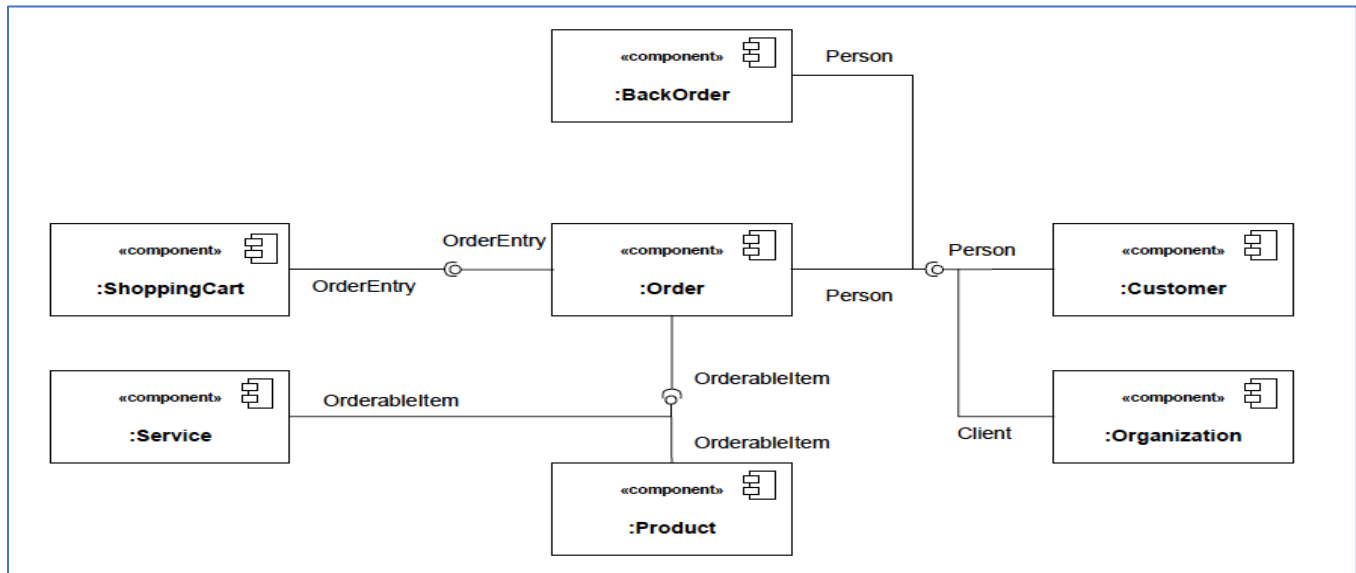 «component»
:BackOrder
Person
«component»
:ShoppingCart
OrderEntry
OrderEntry
«component»
:Order
Person
Person
«component»
:Customer
«component»
:Service
OrderableItem
OrderableItem
OrderableItem
«component»
:Product
Client
«component»
:Organization